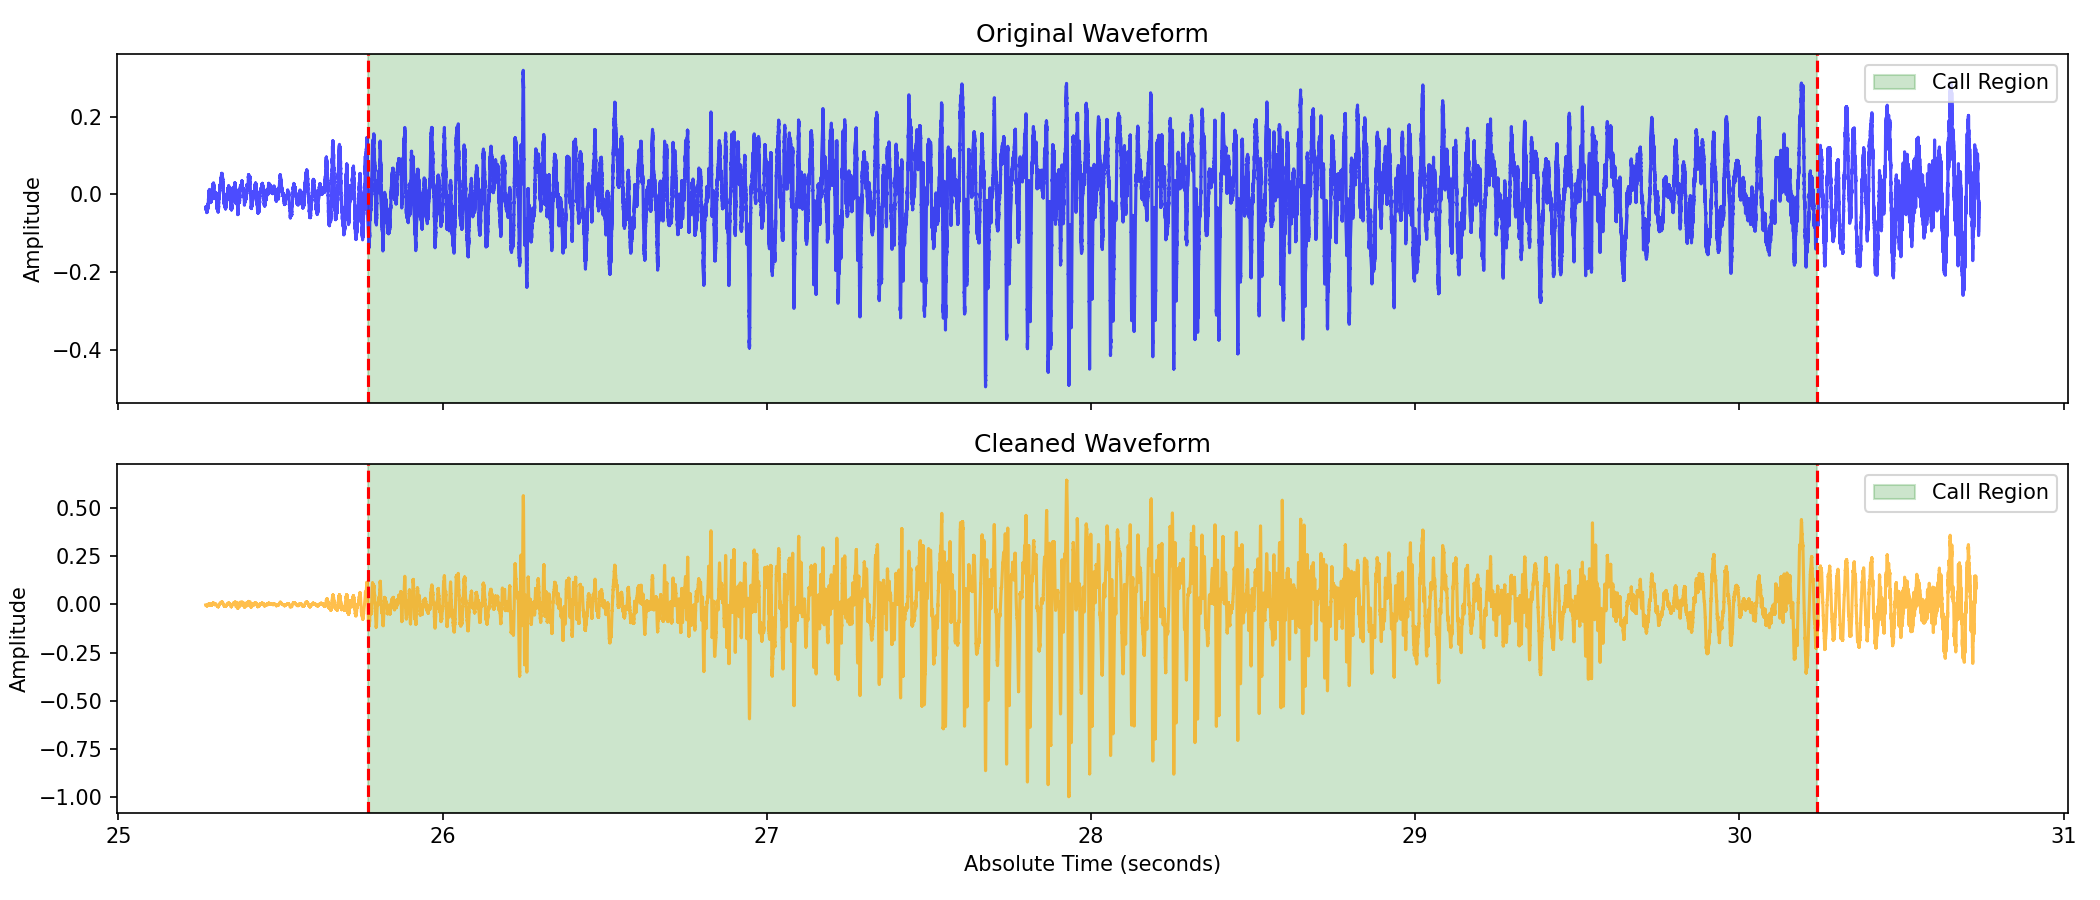 Original Waveform
Call Region
Amplitude
0.2
0.0
−0.2
−0.4
Cleaned Waveform
Call Region
Amplitude
0.50
0.25
0.00
−0.25
−0.50
−0.75
−1.00
25 26 27 28 29 30 31
Absolute Time (seconds)